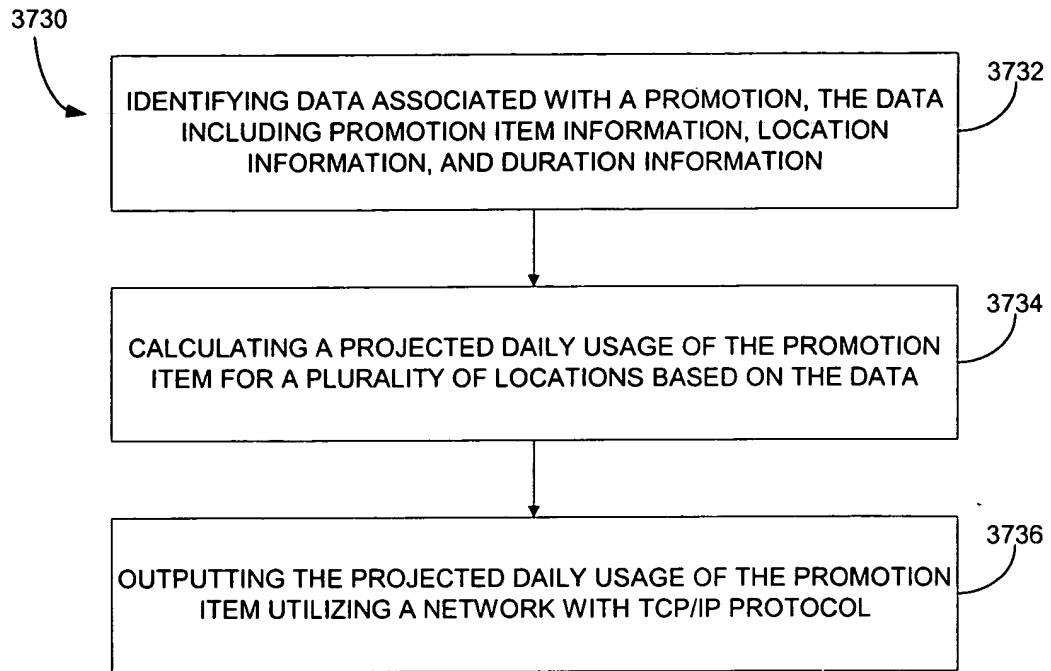 3730
3732
IDENTIFYING DATA ASSOCIATED WITH A PROMOTION, THE DATA
INCLUDING PROMOTION ITEM INFORMATION, LOCATION
INFORMATION, AND DURATION INFORMATION
3734
CALCULATING A PROJECTED DAILY USAGE OF THE PROMOTION
ITEM FOR A PLURALITY OF LOCATIONS BASED ON THE DATA
3736
OUTPUTTING THE PROJECTED DAILY USAGE OF THE PROMOTION
ITEM UTILIZING A NETWORK WITH TCP/IP PROTOCOL